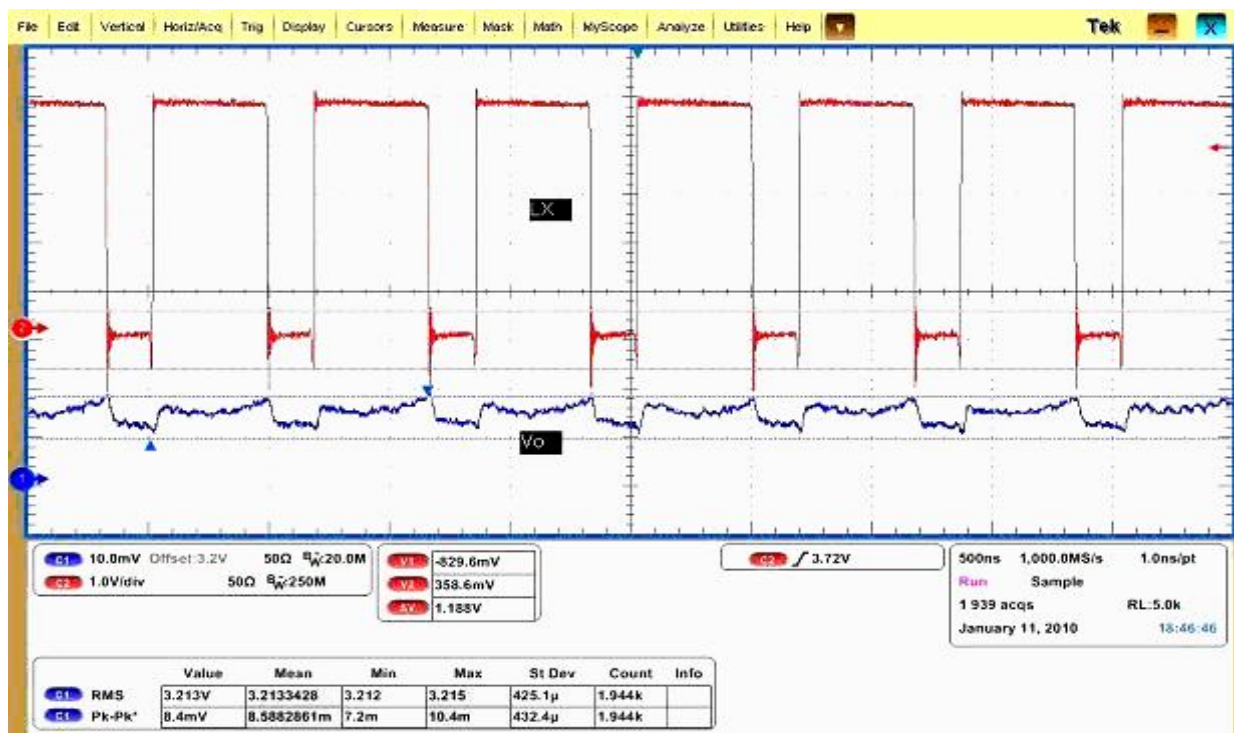 File Edit Vertical Horiz/Acq Trig Display Cursors Measure Mask Math MyScope Analyze Utilities Help Tek X
LX
2
Vo
1
C1 10.0mV Offset:3.2V 50Ω BW:20.0M
C2 1.0V/div 50Ω BW:250M
V1 -829.6mV
V2 358.6mV
ΔV 1.188V
C2 3.72V
500ns 1,000.0MS/s 1.0ns/pt
Run Sample
1 939 acqs RL:5.0k
January 11, 2010 18:46:46
Value Mean Min Max St Dev Count Info
C1 RMS 3.213V 3.2133428 3.212 3.215 425.1µ 1.944k
C1 Pk-Pk* 8.4mV 8.5882861m 7.2m 10.4m 432.4µ 1.944k